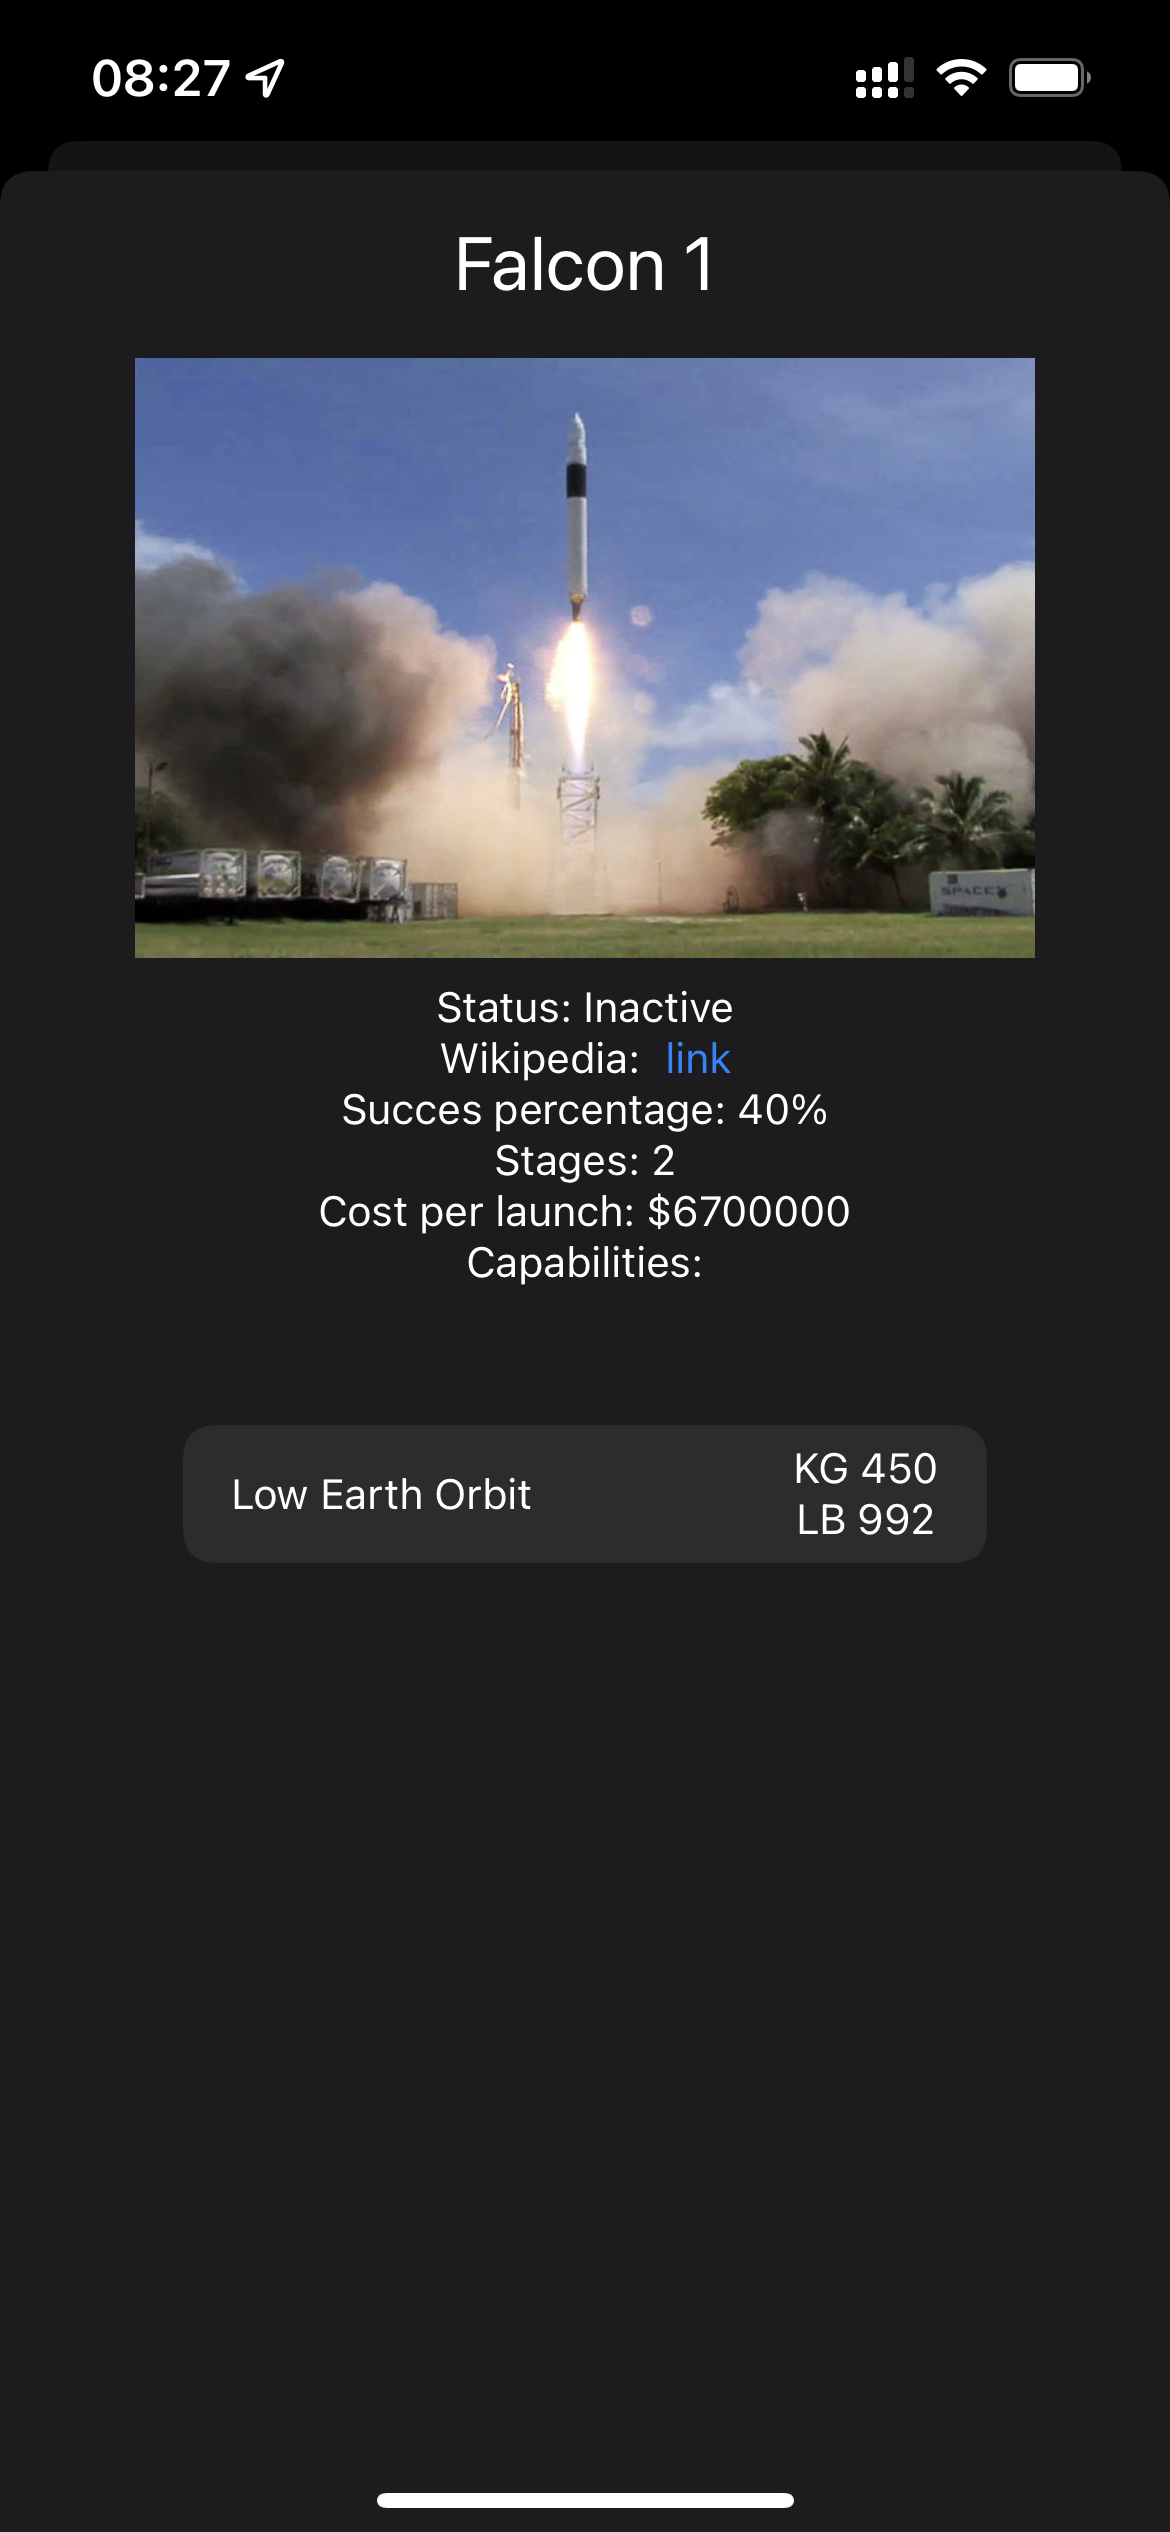 08:27
Falcon 1
SPACEX
Status: Inactive
Wikipedia: link
Succes percentage: 40%
Stages: 2
Cost per launch: $6700000
Capabilities:
Low Earth Orbit
KG 450
LB 992